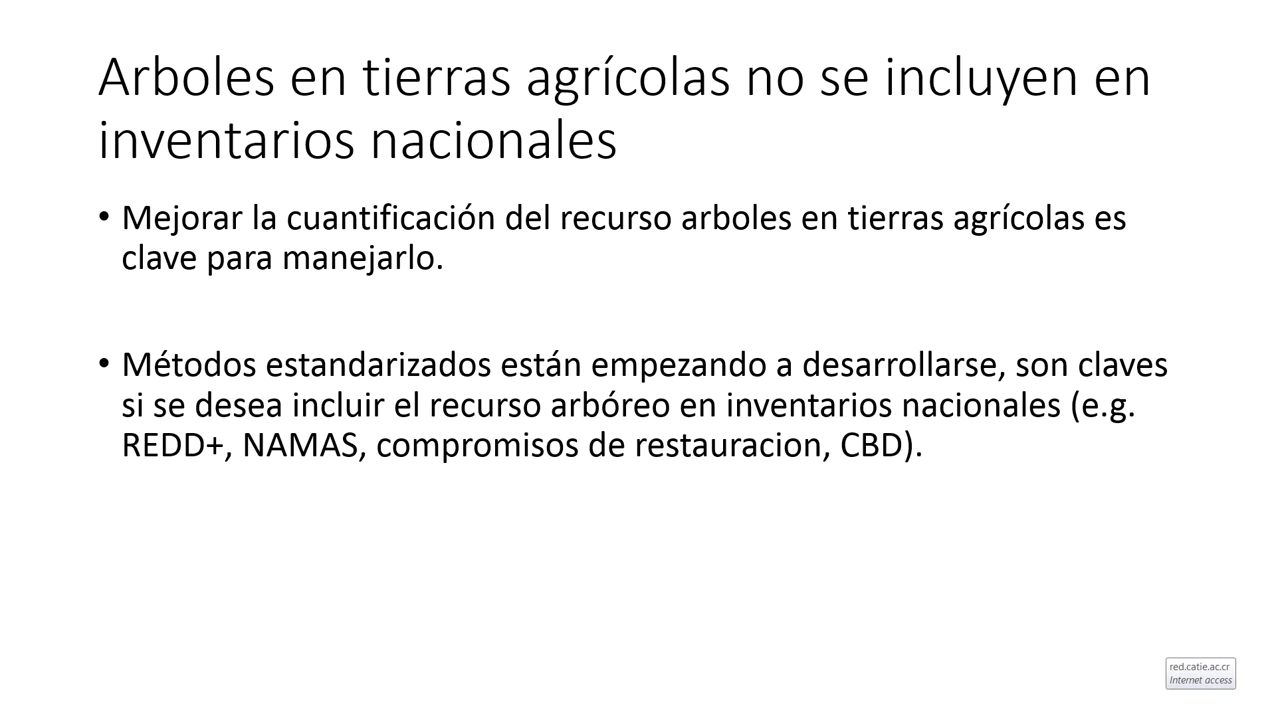 Arboles en tierras agrícolas no se incluyen en
inventarios nacionales
• Mejorar la cuantificación del recurso arboles en tierras agrícolas es
clave para manejarlo.
• Métodos estandarizados están empezando a desarrollarse, son claves
si se desea incluir el recurso arbóreo en inventarios nacionales (e.g.
REDD+, NAMAS, compromisos de restauracion, CBD).
red.catie.ac.cr
Internet access